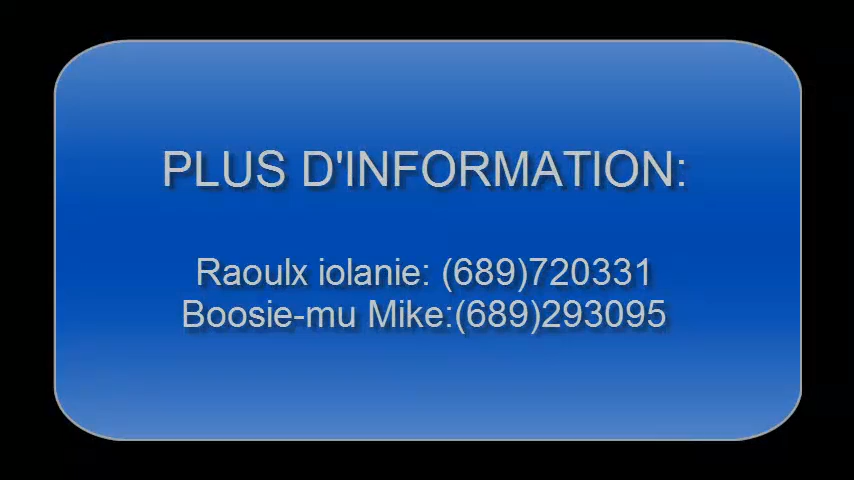 PLUS D'INFORMATION:
Raoulx iolanie: (689)720331
Boosie-mu Mike:(689)293095